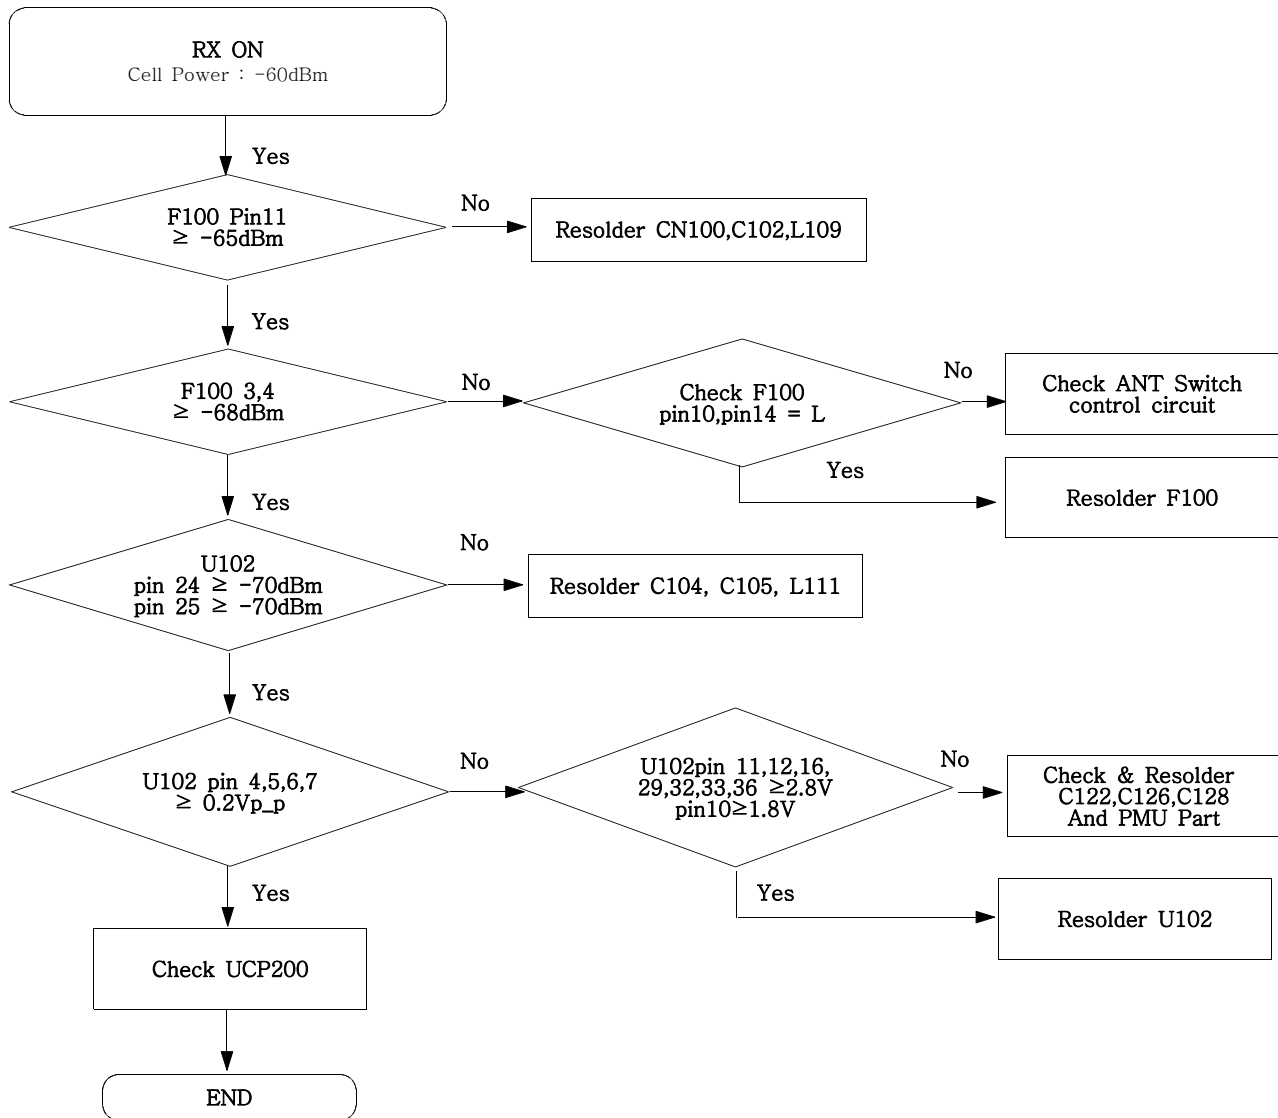 RX ON
Cell Power : -60dBm
Yes
F100 Pin11
≥ -65dBm
No
Resolder CN100,C102,L109
Yes
F100 3,4
≥ -68dBm
No
Check F100
pin10,pin14 = L
No
Check ANT Switch
control circuit
Yes
Resolder F100
Yes
U102
pin 24 ≥ -70dBm
pin 25 ≥ -70dBm
No
Resolder C104, C105, L111
Yes
U102 pin 4,5,6,7
≥ 0.2Vp_p
No
U102pin 11,12,16,
29,32,33,36 ≥2.8V
pin10≥1.8V
No
Check & Resolder
C122,C126,C128
And PMU Part
Yes
Resolder U102
Yes
Check UCP200
END